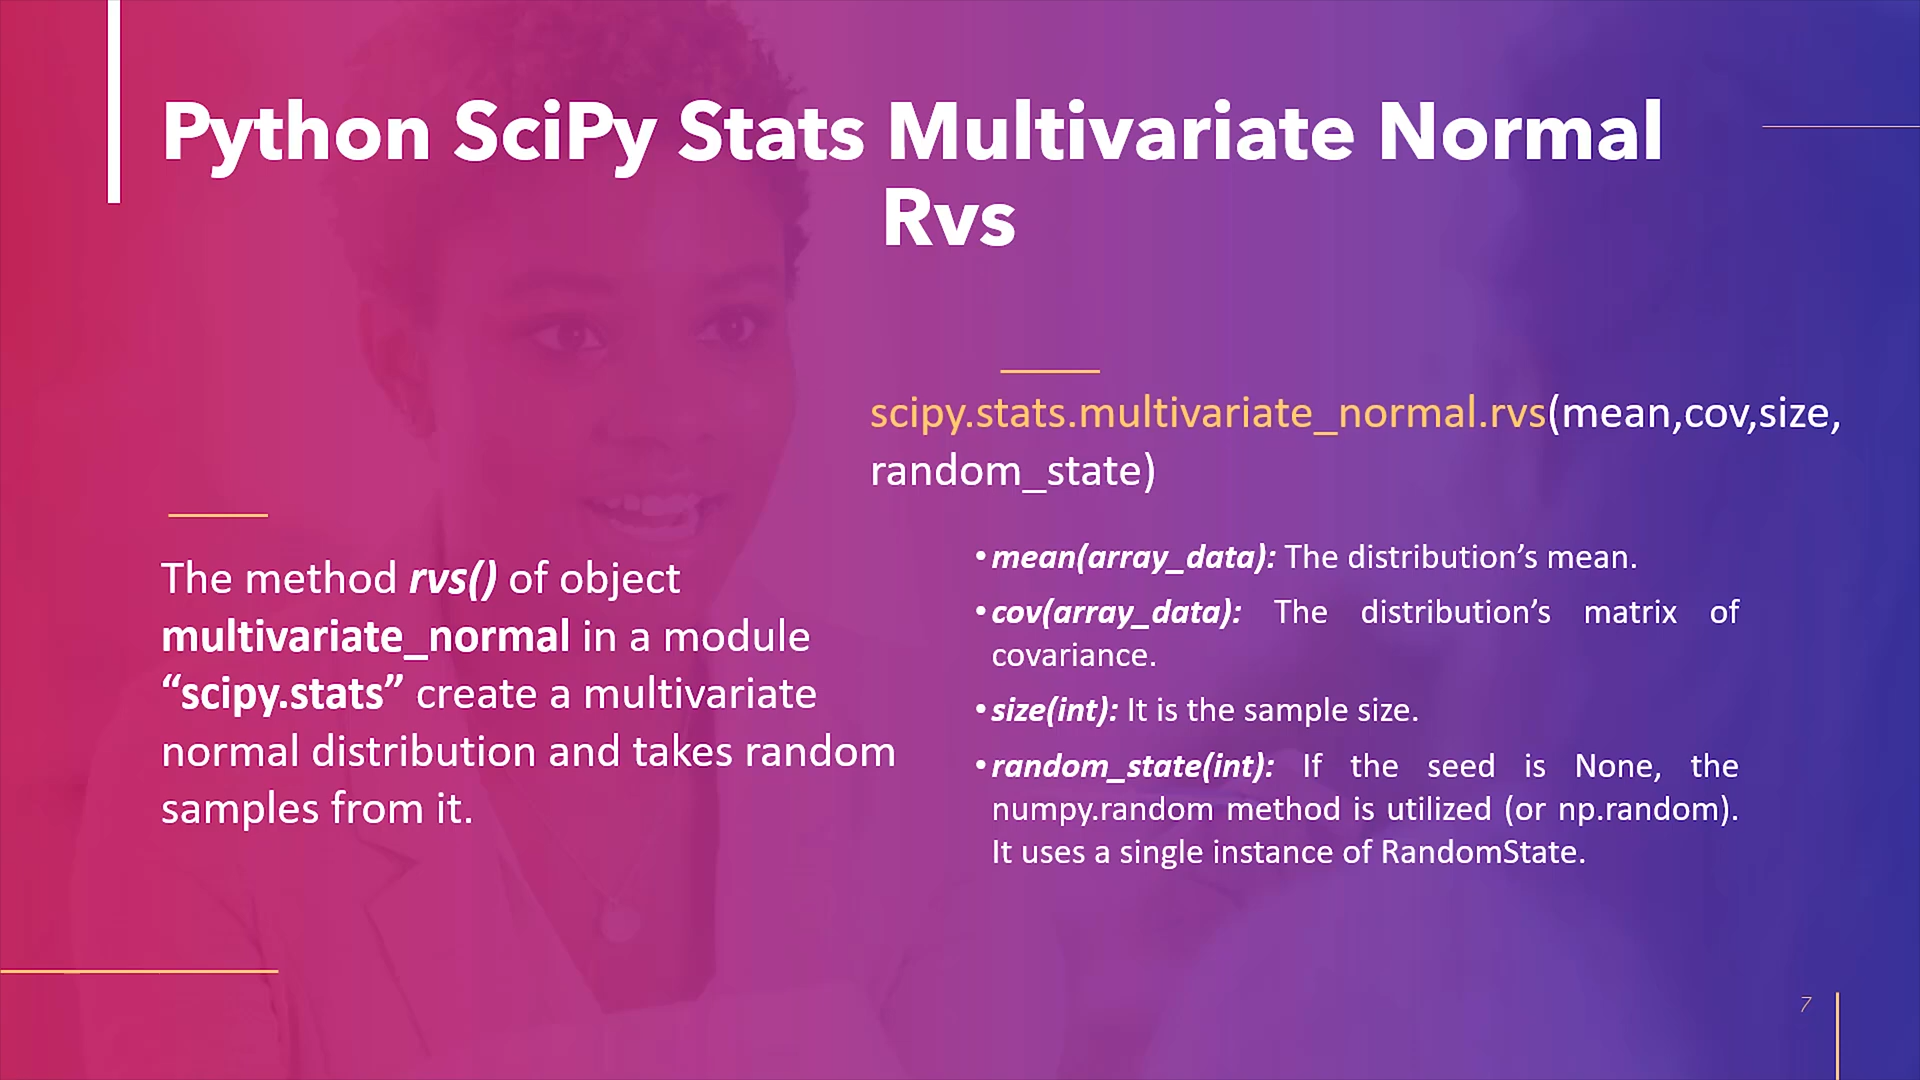 Python SciPy Stats Multivariate Normal
Rvs
The method rvs() of object
multivariate_normal in a module
“scipy.stats” create a multivariate
normal distribution and takes random
samples from it.
scipy.stats.multivariate_normal.rvs(mean,cov,size,
random_state)
•mean(array_data): The distribution’s mean.
•cov(array_data): The distribution’s matrix of
covariance.
•size(int): It is the sample size.
•random_state(int): If the seed is None, the
numpy.random method is utilized (or np.random).
It uses a single instance of RandomState.
7